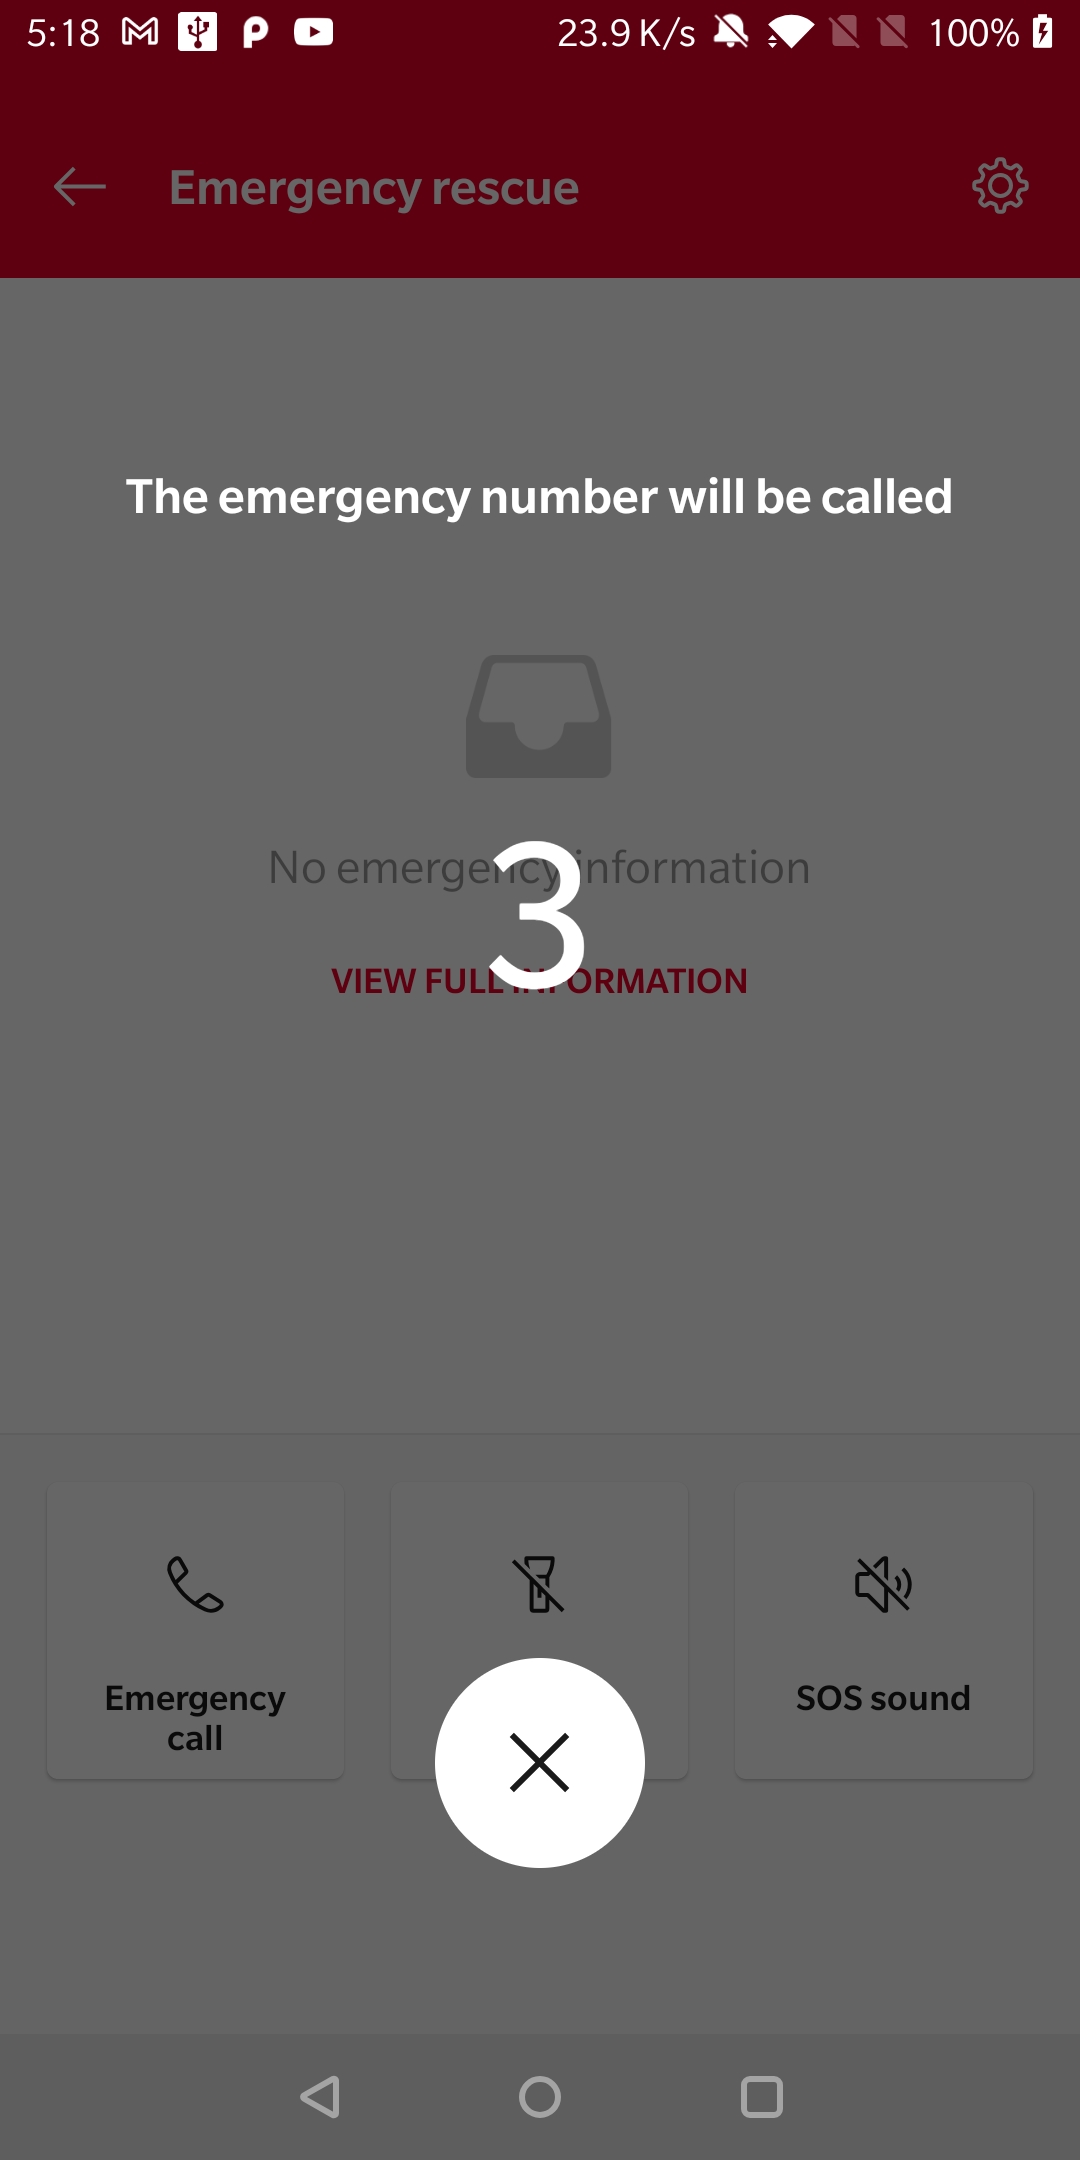 5:18 23.9 K/s 100%
Emergency rescue
The emergency number will be called
No emergency information
3
VIEW FULL INFORMATION
Emergency
call
SOS sound